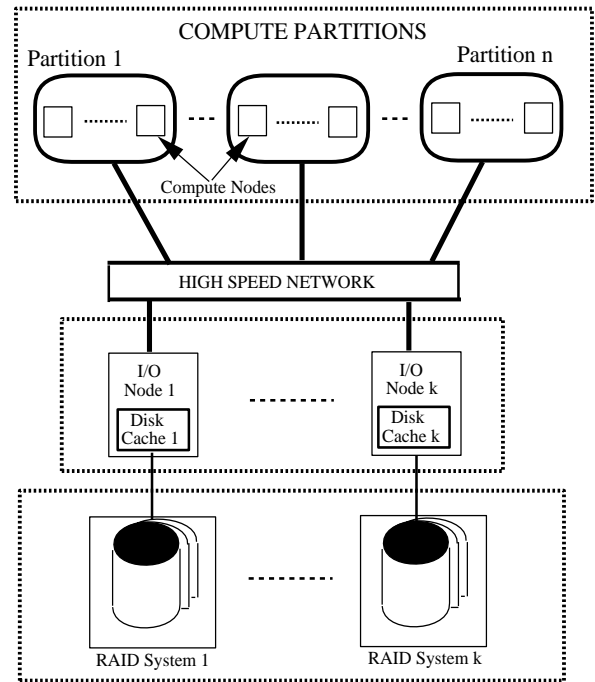 COMPUTE PARTITIONS
Partition 1
Partition n
Compute Nodes
HIGH SPEED NETWORK
I/O
Node 1
Disk
Cache 1
I/O
Node k
Disk
Cache k
RAID System 1
RAID System k